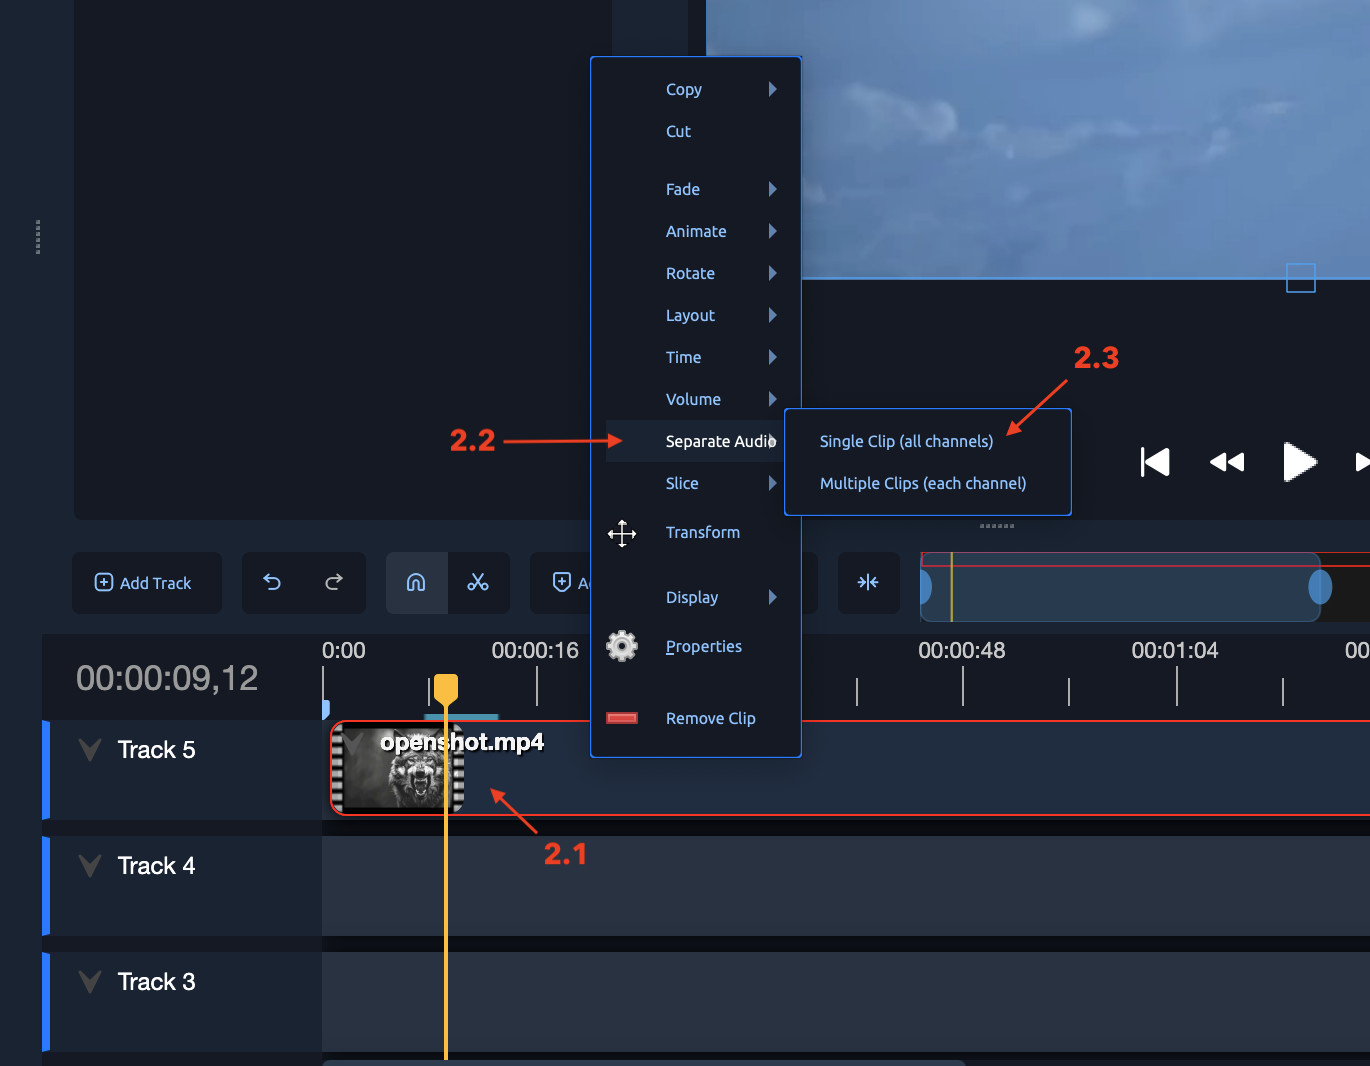 Copy
Cut
Fade
Animate
Rotate
Layout
Time
Volume
2.3
2.2
Separate Audio
Single Clip (all channels)
Slice
Multiple Clips (each channel)
Transform
Add Track
Display
Properties
Remove Clip
00:00:09,12
0:00
00:00:16
00:00:48
00:01:04
00
Track 5
openshot.mp4
2.1
Track 4
Track 3